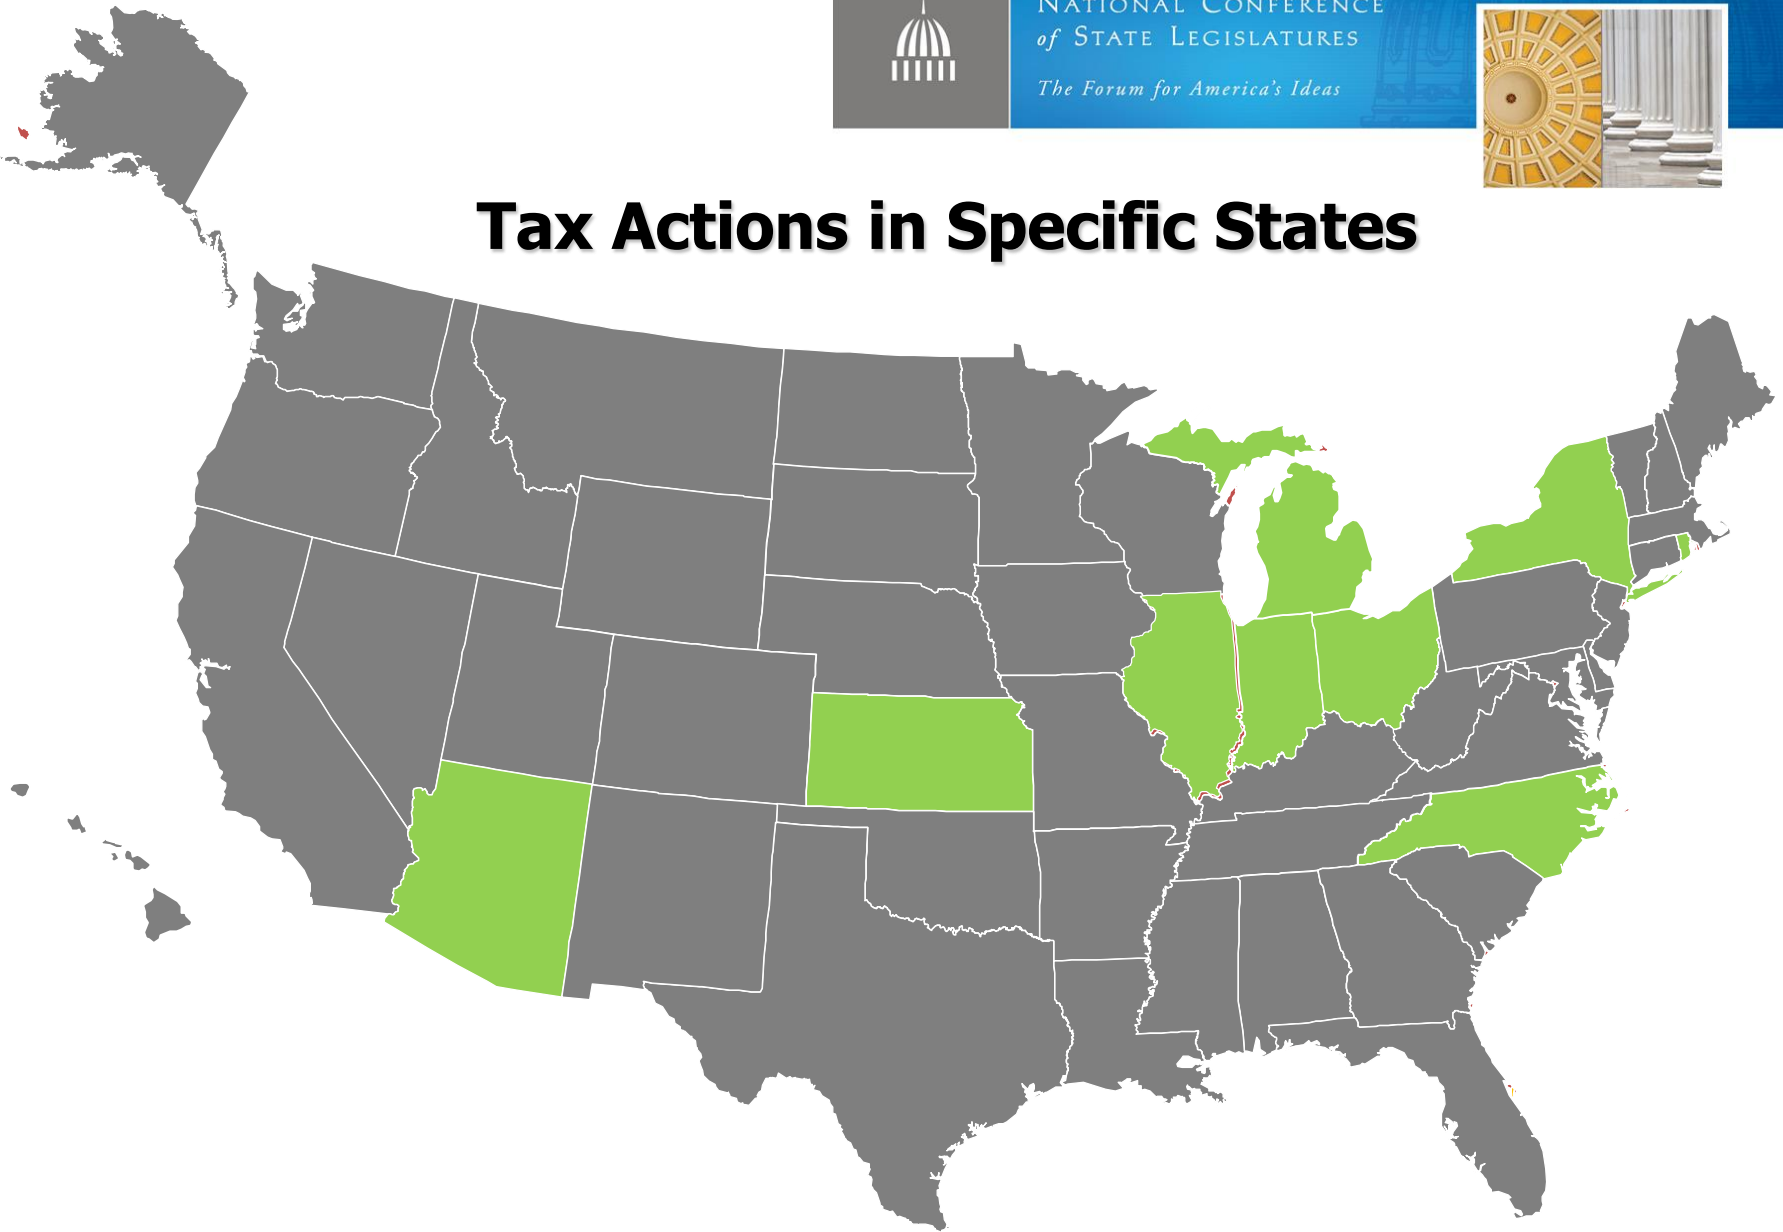 NATIONAL CONFERENCE
of STATE LEGISLATURES
The Forum for America's Ideas
Tax Actions in Specific States